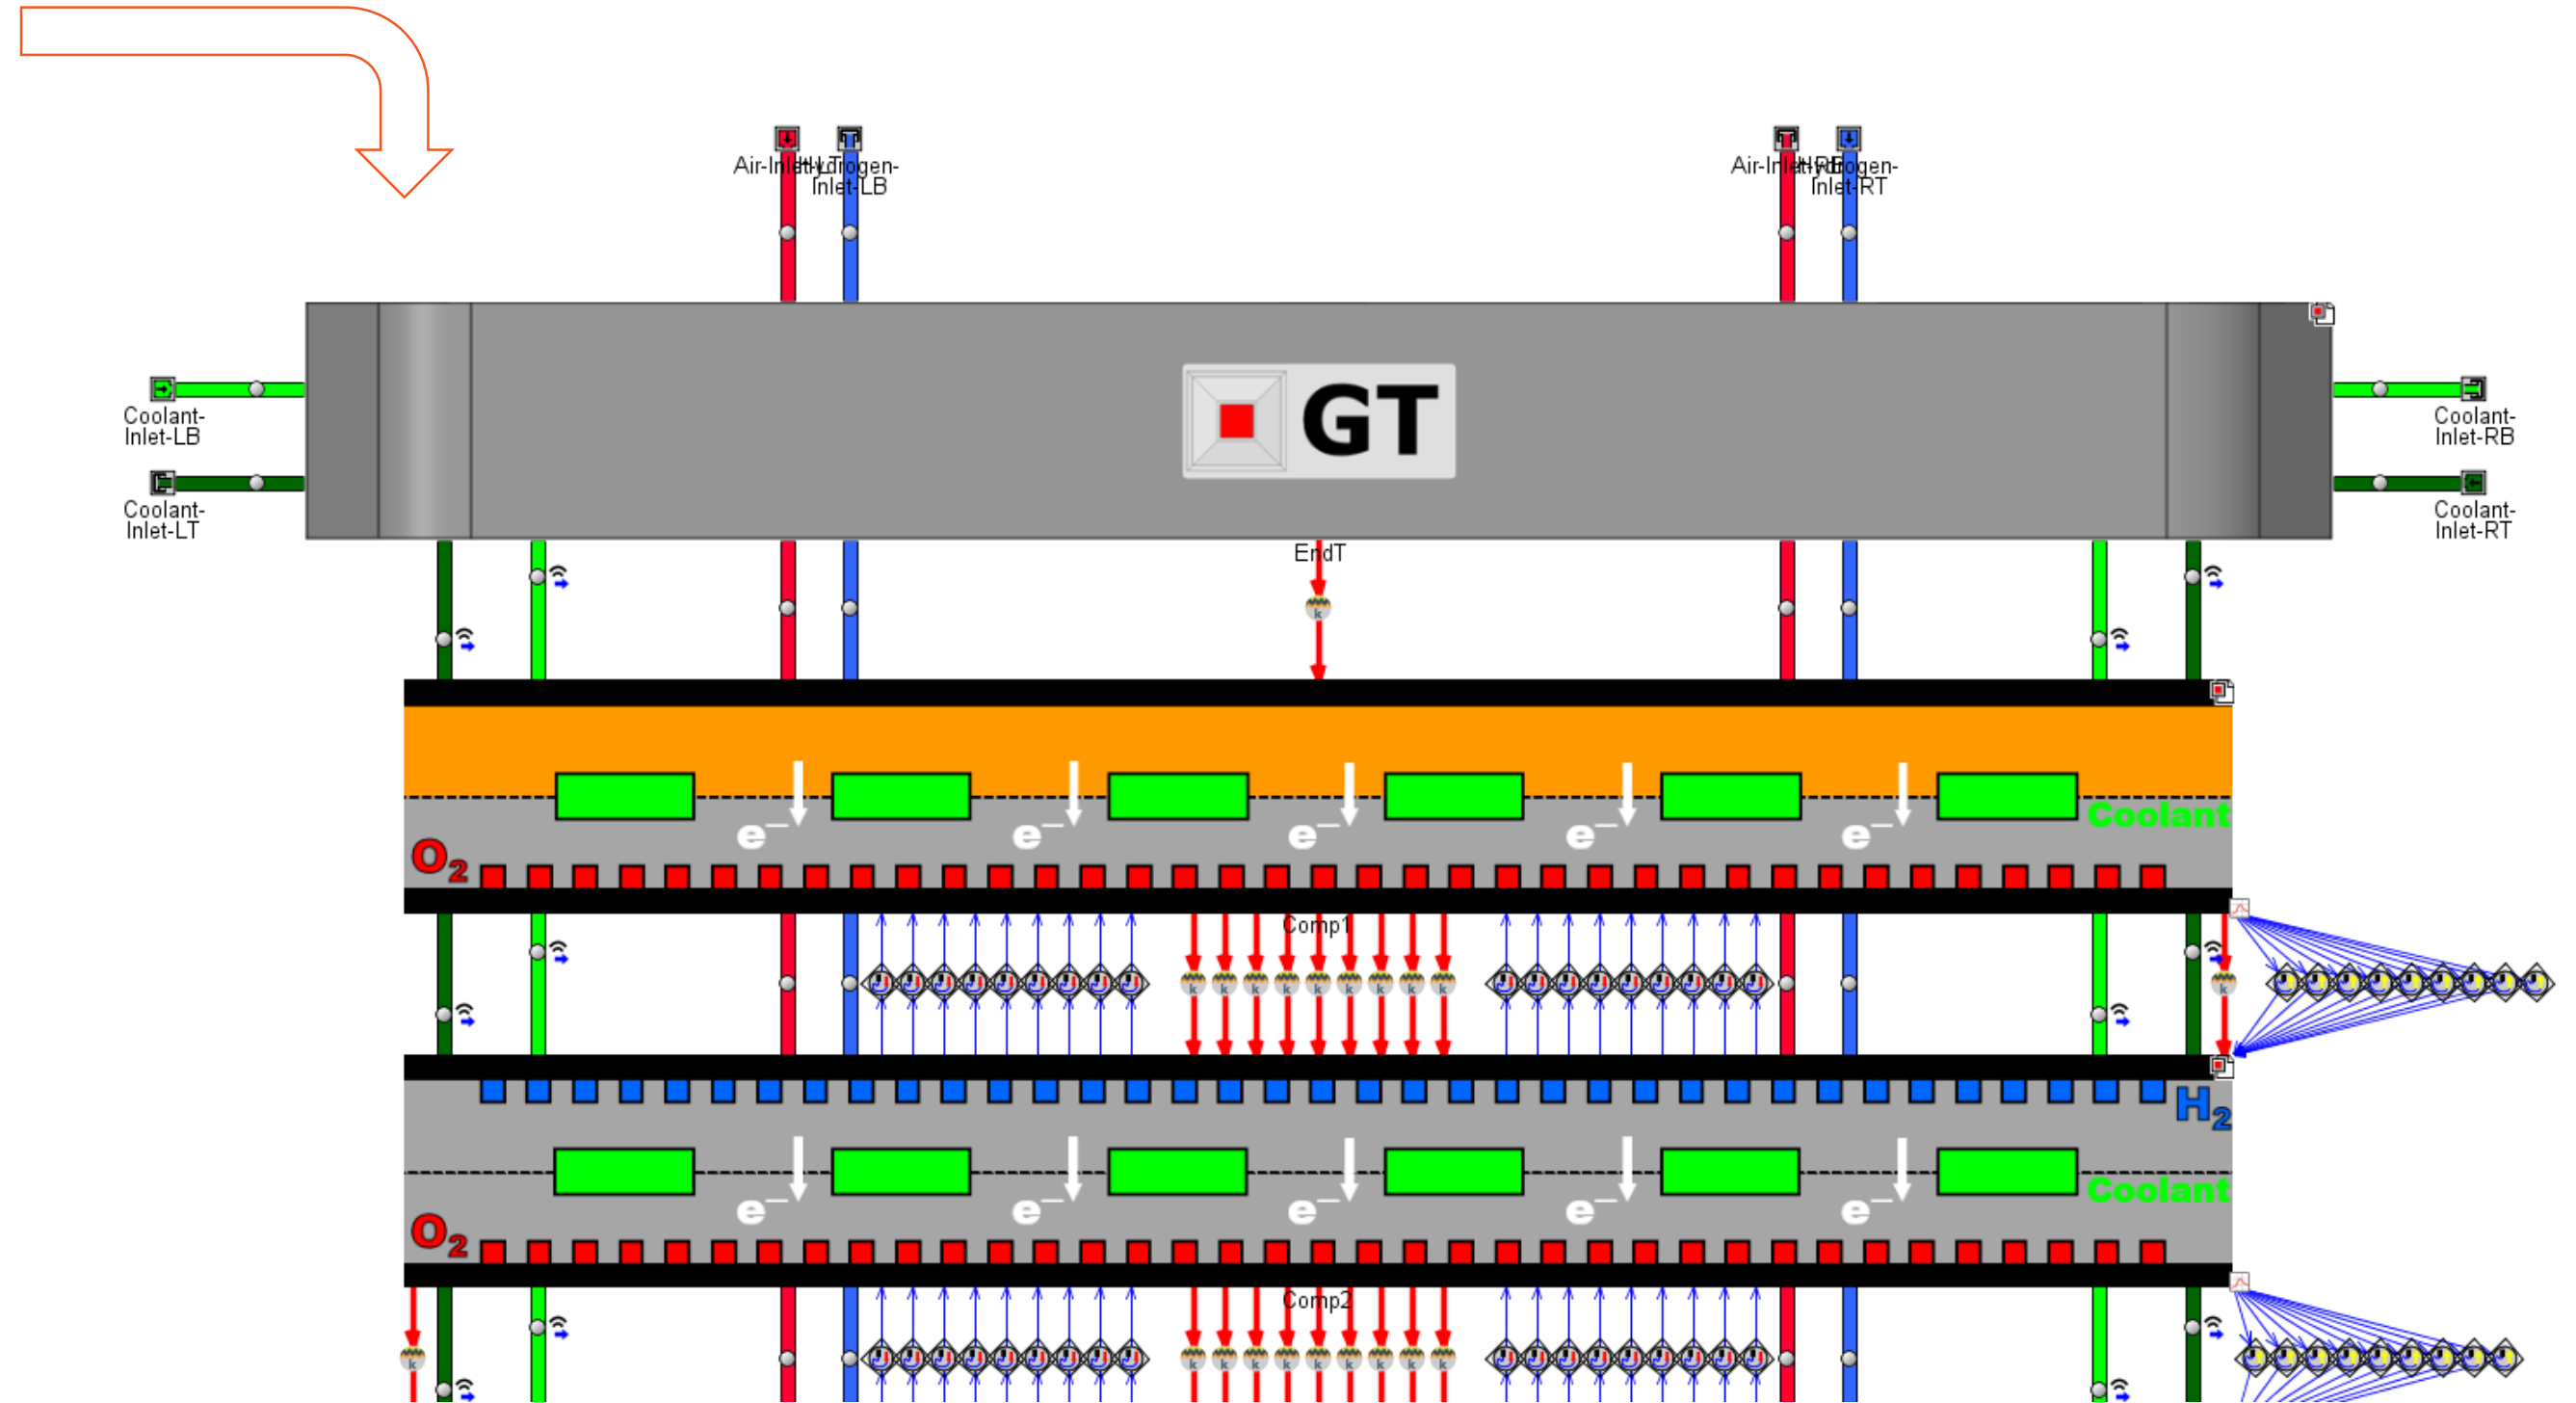 Air-Inlet-LT
Hydrogen-
Inlet-LB
Air-Inlet-RB
Hydrogen-
Inlet-RT
Coolant-
Inlet-LB
Coolant-
Inlet-LT
GT
Coolant-
Inlet-RB
Coolant-
Inlet-RT
EndT
k
e⁻ e⁻ e⁻ e⁻ e⁻
Coolant
O₂
Comp1
k k k k k k k k k k
H₂
e⁻ e⁻ e⁻ e⁻ e⁻
Coolant
O₂
Comp2
k k k k k k k k k k